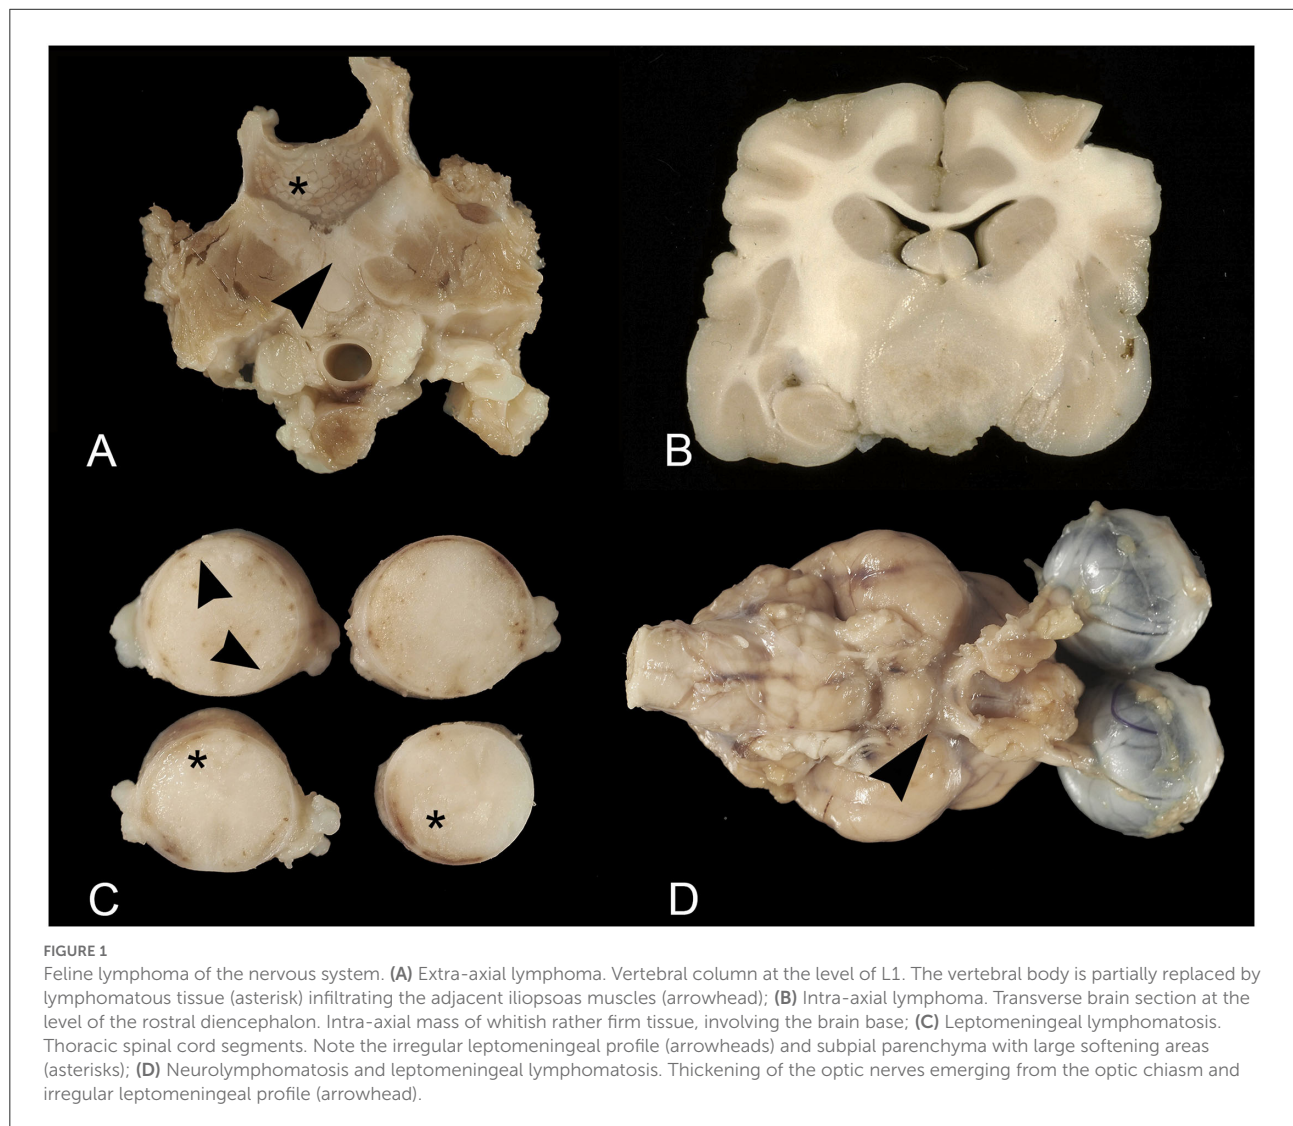 *
A
B
*
*
C
D
FIGURE 1
Feline lymphoma of the nervous system. (A) Extra-axial lymphoma. Vertebral column at the level of L1. The vertebral body is partially replaced by
lymphomatous tissue (asterisk) infiltrating the adjacent iliopsoas muscles (arrowhead); (B) Intra-axial lymphoma. Transverse brain section at the
level of the rostral diencephalon. Intra-axial mass of whitish rather firm tissue, involving the brain base; (C) Leptomeningeal lymphomatosis.
Thoracic spinal cord segments. Note the irregular leptomeningeal profile (arrowheads) and subpial parenchyma with large softening areas
(asterisks); (D) Neurolymphomatosis and leptomeningeal lymphomatosis. Thickening of the optic nerves emerging from the optic chiasm and
irregular leptomeningeal profile (arrowhead).